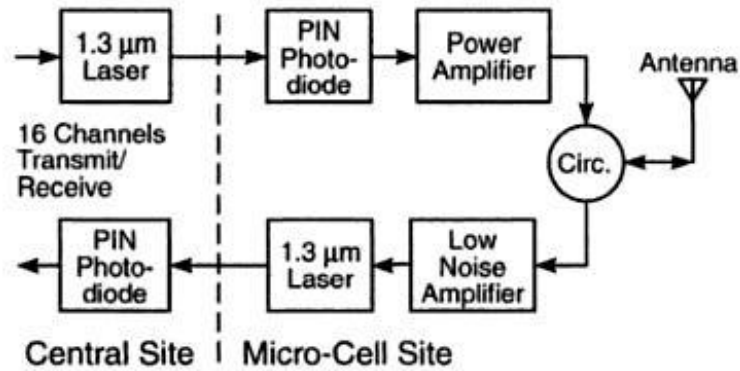 1.3 μm
Laser
PIN
Photo-
diode
Power
Amplifier
Antenna
16 Channels
Transmit/
Receive
Circ.
PIN
Photo-
diode
1.3 μm
Laser
Low
Noise
Amplifier
Central Site
Micro-Cell Site